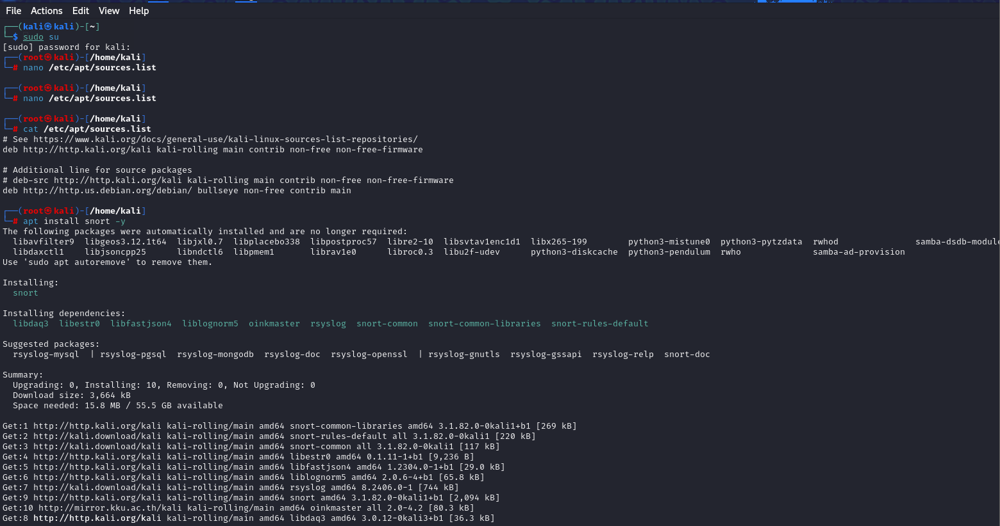 File Actions Edit View Help
┌──(kali㉿kali)-[~]
└─$ sudo su
[sudo] password for kali:
┌──(root㉿kali)-[/home/kali]
└─# nano /etc/apt/sources.list
┌──(root㉿kali)-[/home/kali]
└─# nano /etc/apt/sources.list
┌──(root㉿kali)-[/home/kali]
└─# cat /etc/apt/sources.list
# See https://www.kali.org/docs/general-use/kali-linux-sources-list-repositories/
deb http://http.kali.org/kali kali-rolling main contrib non-free non-free-firmware
# Additional line for source packages
# deb-src http://http.kali.org/kali kali-rolling main contrib non-free non-free-firmware
deb http://http.us.debian.org/debian/ bullseye non-free contrib main
┌──(root㉿kali)-[/home/kali]
└─# apt install snort -y
The following packages were automatically installed and are no longer required:
libavfilter9 libgeos3.12.1t64 libjxl0.7 libplacebo338 libpostproc57 libre2-10 libsvtav1enc1d1 libx265-199 python3-mistune0 python3-pytzdata rwhod samba-dsdb-module
libdaxctl1 libjsoncpp25 libndctl6 libpmem1 librav1e0 libroc0.3 libu2f-udev python3-diskcache python3-pendulum rwho samba-ad-provision
Use 'sudo apt autoremove' to remove them.
Installing:
snort
Installing dependencies:
libdaq3 libestr0 libfastjson4 liblognorm5 oinkmaster rsyslog snort-common snort-common-libraries snort-rules-default
Suggested packages:
rsyslog-mysql | rsyslog-pgsql rsyslog-mongodb rsyslog-doc rsyslog-openssl | rsyslog-gnutls rsyslog-gssapi rsyslog-relp snort-doc
Summary:
Upgrading: 0, Installing: 10, Removing: 0, Not Upgrading: 0
Download size: 3,664 kB
Space needed: 15.8 MB / 55.5 GB available
Get:1 http://http.kali.org/kali kali-rolling/main amd64 snort-common-libraries amd64 3.1.82.0-0kali1+b1 [269 kB]
Get:2 http://kali.download/kali kali-rolling/main amd64 snort-rules-default all 3.1.82.0-0kali1 [220 kB]
Get:3 http://kali.download/kali kali-rolling/main amd64 snort-common all 3.1.82.0-0kali1 [117 kB]
Get:4 http://http.kali.org/kali kali-rolling/main amd64 libestr0 amd64 0.1.11-1+b1 [9,236 B]
Get:5 http://http.kali.org/kali kali-rolling/main amd64 libfastjson4 amd64 1.2304.0-1+b1 [29.0 kB]
Get:6 http://http.kali.org/kali kali-rolling/main amd64 liblognorm5 amd64 2.0.6-4+b1 [65.8 kB]
Get:7 http://kali.download/kali kali-rolling/main amd64 rsyslog amd64 8.2406.0-1 [744 kB]
Get:9 http://http.kali.org/kali kali-rolling/main amd64 snort amd64 3.1.82.0-0kali1+b1 [2,094 kB]
Get:10 http://mirror.kku.ac.th/kali kali-rolling/main amd64 oinkmaster all 2.0-4.2 [80.3 kB]
Get:8 http://http.kali.org/kali kali-rolling/main amd64 libdaq3 amd64 3.0.12-0kali3+b1 [36.3 kB]